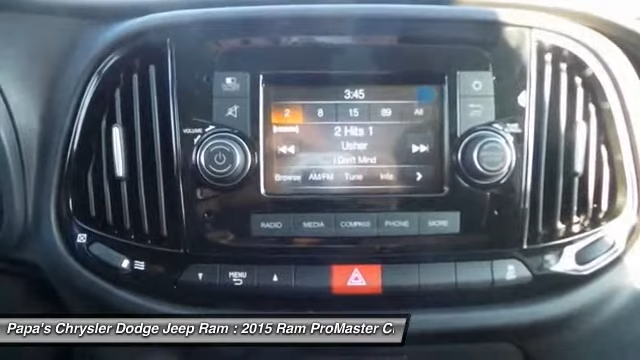 3:45
2 8 15 89 All
2 Hits 1
Usher
I Don't Mind
Browse AM/FM Tune Info
VOLUME
RADIO MEDIA COMPASS PHONE MORE
MENU
Papa's Chrysler Dodge Jeep Ram : 2015 Ram ProMaster C